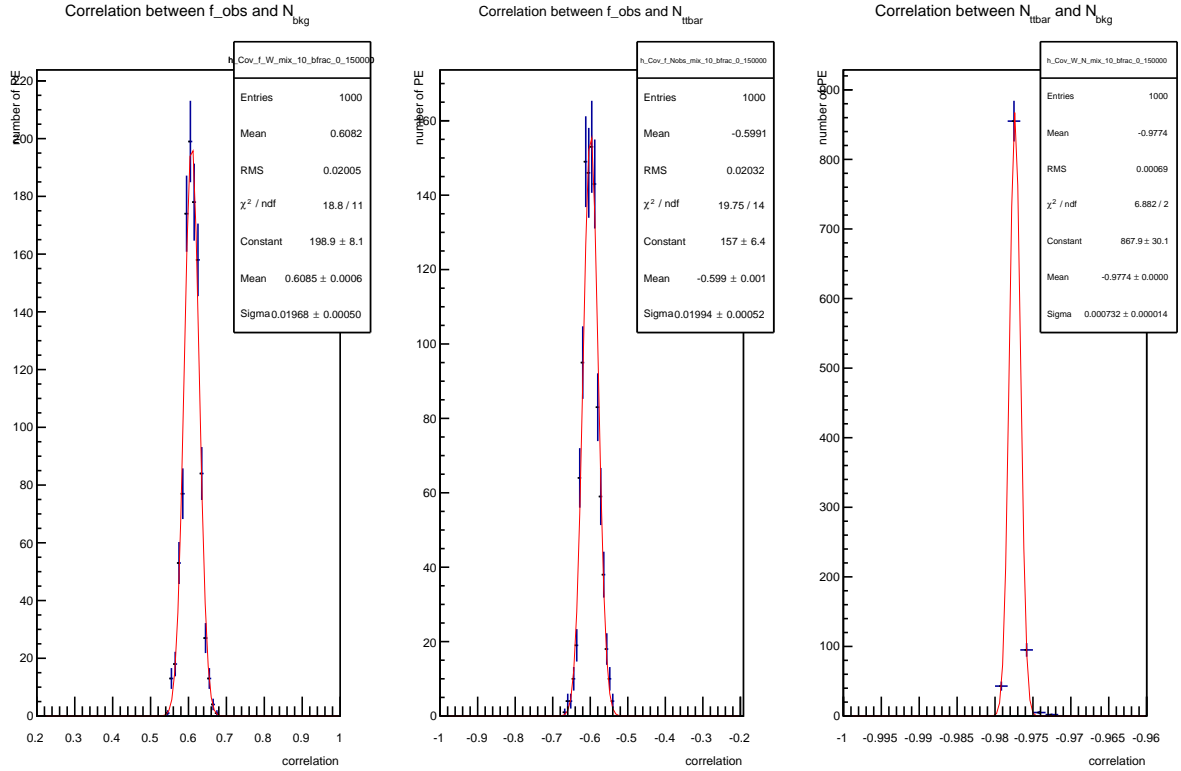 Correlation between f_obs and N_bkg
number of PE
h_Cov_f_W_mix_10_bfrac_0_150000
Entries 1000
Mean 0.6082
RMS 0.02005
χ² / ndf 18.8 / 11
Constant 198.9 ± 8.1
Mean 0.6085 ± 0.0006
Sigma 0.01968 ± 0.00050
220
200
180
160
140
120
100
80
60
40
20
0
0.2 0.3 0.4 0.5 0.6 0.7 0.8 0.9 1
correlation
Correlation between f_obs and N_ttbar
number of PE
h_Cov_f_Nobs_mix_10_bfrac_0_150000
Entries 1000
Mean -0.5991
RMS 0.02032
χ² / ndf 19.75 / 14
Constant 157 ± 6.4
Mean -0.599 ± 0.001
Sigma 0.01994 ± 0.00052
160
140
120
100
80
60
40
20
0
-1 -0.9 -0.8 -0.7 -0.6 -0.5 -0.4 -0.3 -0.2
correlation
Correlation between N_ttbar and N_bkg
number of PE
h_Cov_W_N_mix_10_bfrac_0_150000
Entries 1000
Mean -0.9774
RMS 0.00069
χ² / ndf 6.882 / 2
Constant 867.9 ± 30.1
Mean -0.9774 ± 0.0000
Sigma 0.000732 ± 0.000014
900
800
700
600
500
400
300
200
100
0
-1 -0.995 -0.99 -0.985 -0.98 -0.975 -0.97 -0.965 -0.96
correlation